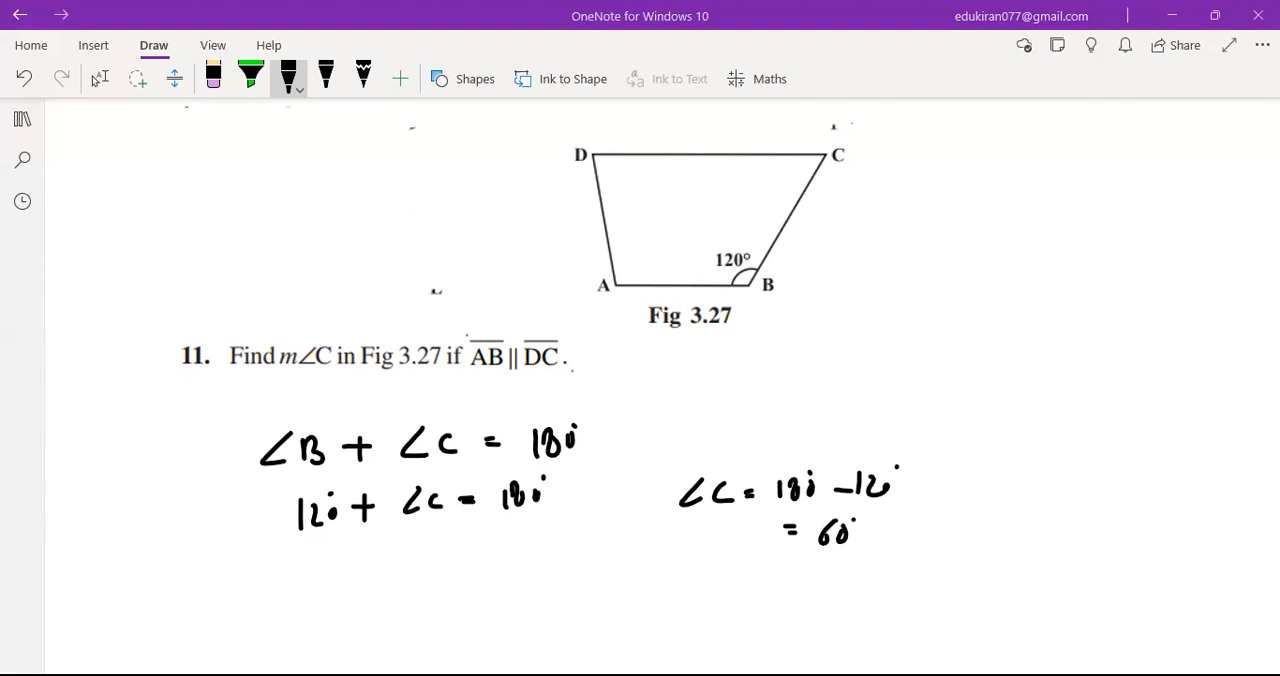 OneNote for Windows 10
edukiran077@gmail.com
Home Insert Draw View Help
Share
Shapes Ink to Shape Ink to Text Maths
D C
120°
A B
Fig 3.27
11. Find m∠C in Fig 3.27 if AB || DC.
∠B + ∠C = 180°
120° + ∠C = 180°
∠C = 180° - 120°
= 60°